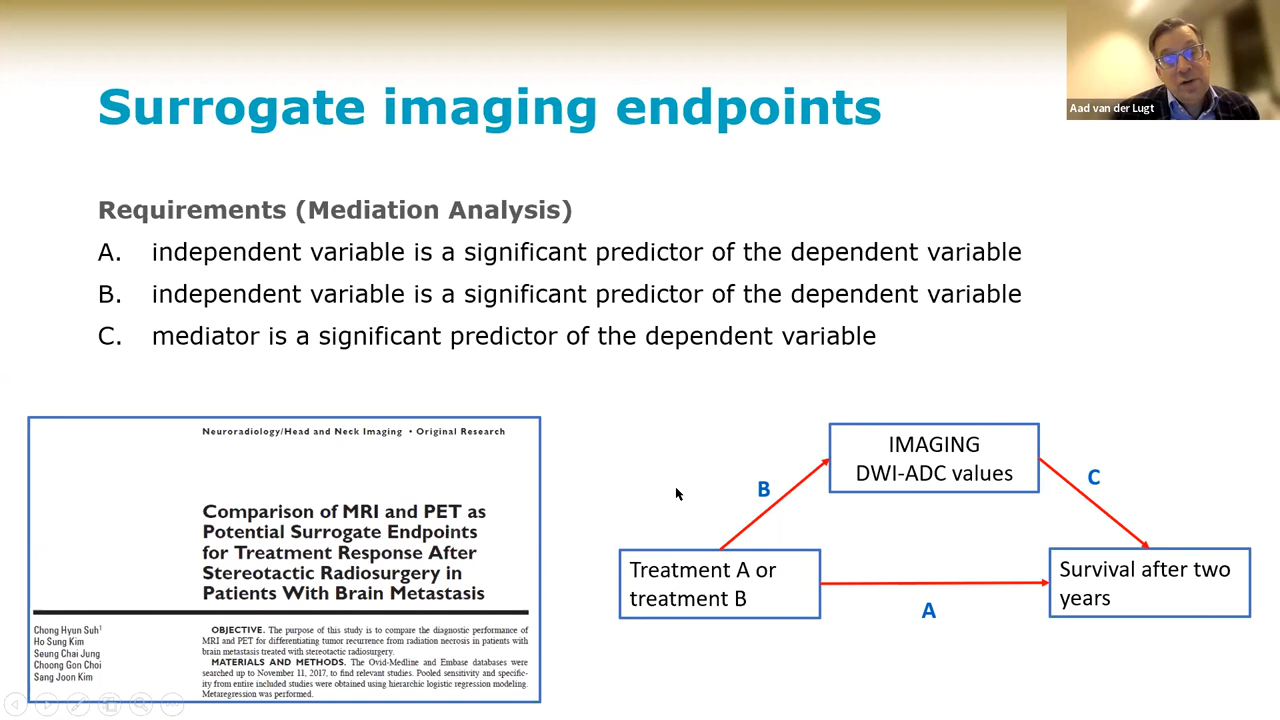 Surrogate imaging endpoints
Aad van der Lugt
Requirements (Mediation Analysis)
A. independent variable is a significant predictor of the dependent variable
B. independent variable is a significant predictor of the dependent variable
C. mediator is a significant predictor of the dependent variable
Neuroradiology/Head and Neck Imaging • Original Research
Comparison of MRI and PET as
Potential Surrogate Endpoints
for Treatment Response After
Stereotactic Radiosurgery in
Patients With Brain Metastasis
Chong Hyun Suh¹
Ho Sung Kim
Seung Chai Jung
Choong Gon Choi
Sang Joon Kim
OBJECTIVE. The purpose of this study is to compare the diagnostic performance of
MRI and PET for differentiating tumor recurrence from radiation necrosis in patients with
brain metastasis treated with stereotactic radiosurgery.
MATERIALS AND METHODS. The Ovid-Medline and Embase databases were
searched up to November 11, 2017, to find relevant studies. Pooled sensitivity and specific-
ity from entire included studies were obtained using hierarchic logistic regression modeling.
Metaregression was performed.
IMAGING
DWI-ADC values
B
C
Treatment A or
treatment B
A
Survival after two
years